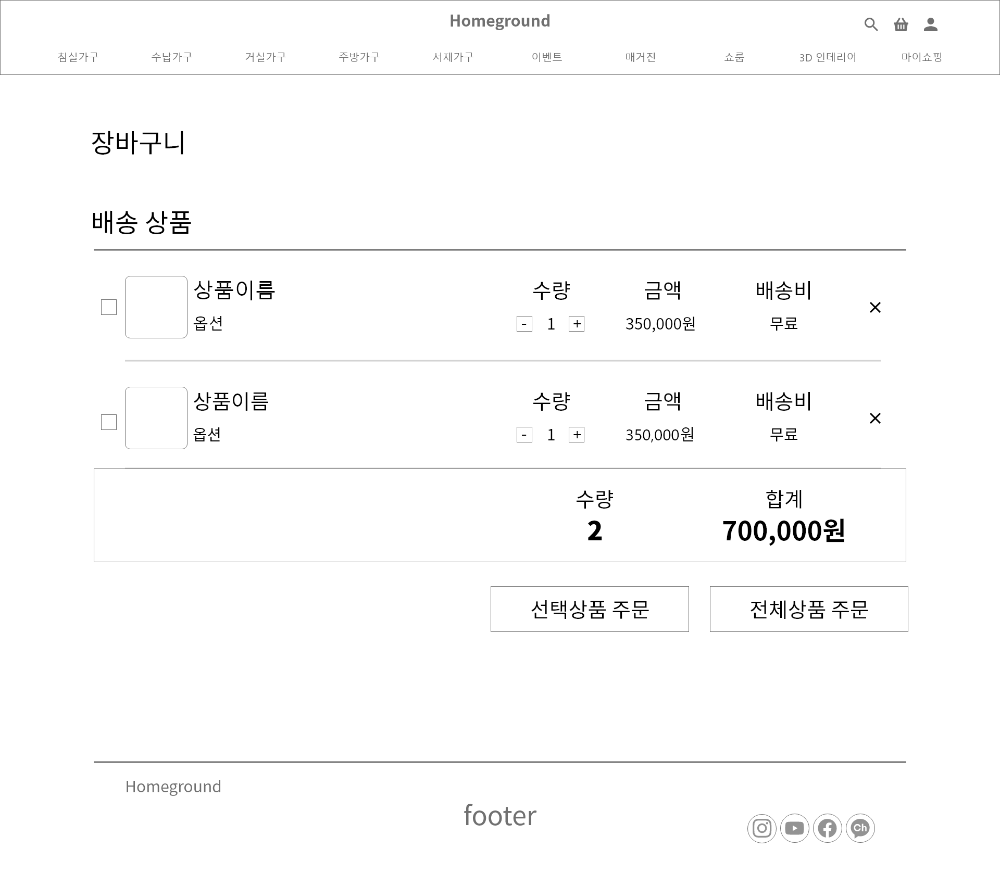 Homeground
침실가구 수납가구 거실가구 주방가구 서재가구 이벤트 매거진 쇼룸 3D 인테리어 마이쇼핑
장바구니
배송 상품
상품이름 수량 금액 배송비
옵션 - 1 + 350,000원 무료
상품이름 수량 금액 배송비
옵션 - 1 + 350,000원 무료
수량 합계
2 700,000원
선택상품 주문 전체상품 주문
Homeground
footer
Ch